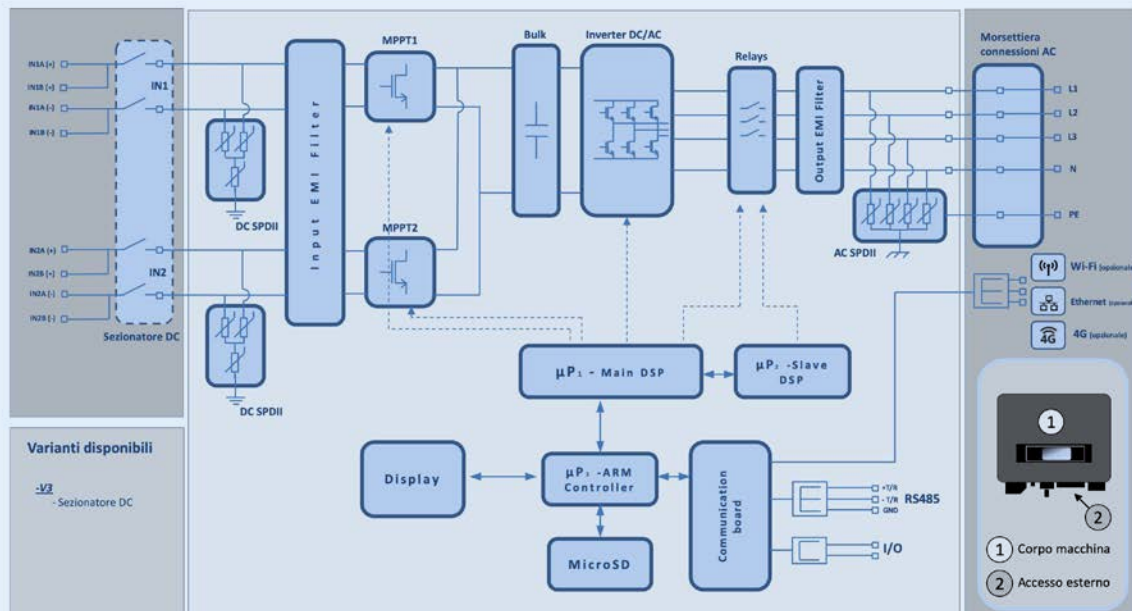 IN1A (+)
IN1B (+)
IN1A (-)
IN1B (-)
IN1
IN2A (+)
IN2B (+)
IN2A (-)
IN2B (-)
IN2
Sezionatore DC
DC SPDII
DC SPDII
Input EMI Filter
MPPT1
MPPT2
Bulk
Inverter DC/AC
Relays
Output EMI Filter
AC SPDII
Morsettiera
connessioni AC
L1
L2
L3
N
PE
Wi-Fi (opzionale)
Ethernet
4G
4G (opzionale)
µP1 - Main DSP
µP2 -Slave
DSP
Display
µP3 -ARM
Controller
MicroSD
Communication
board
+T/R
- T/R
GND
RS485
I/O
Varianti disponibili
-V3
- Sezionatore DC
1
2
1 Corpo macchina
2 Accesso esterno